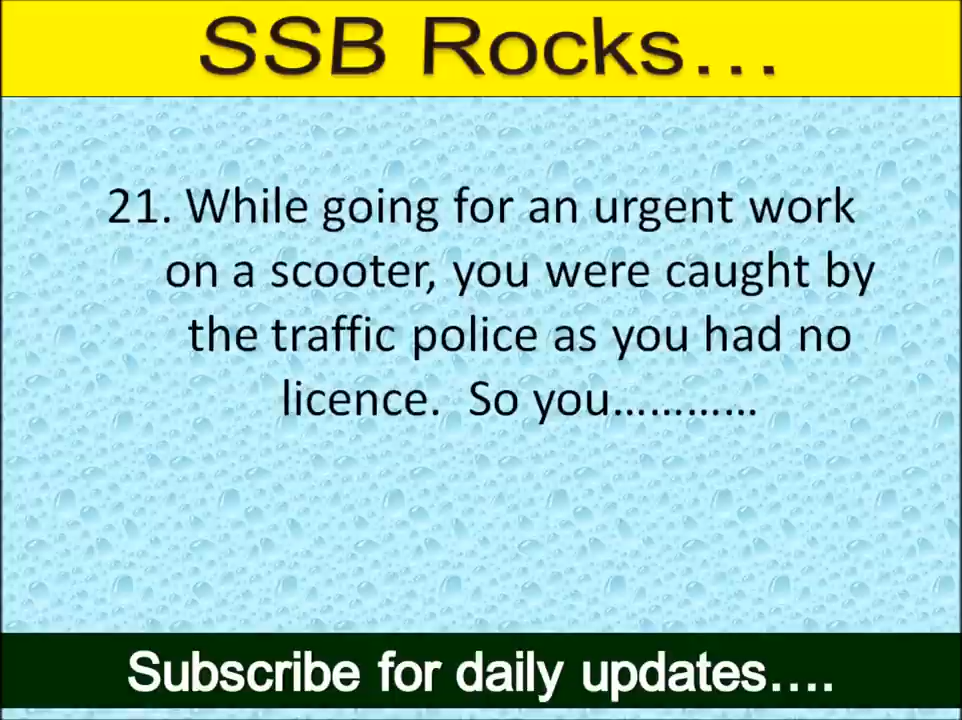 SSB Rocks...
21. While going for an urgent work
on a scooter, you were caught by
the traffic police as you had no
licence.  So you…………
Subscribe for daily updates….